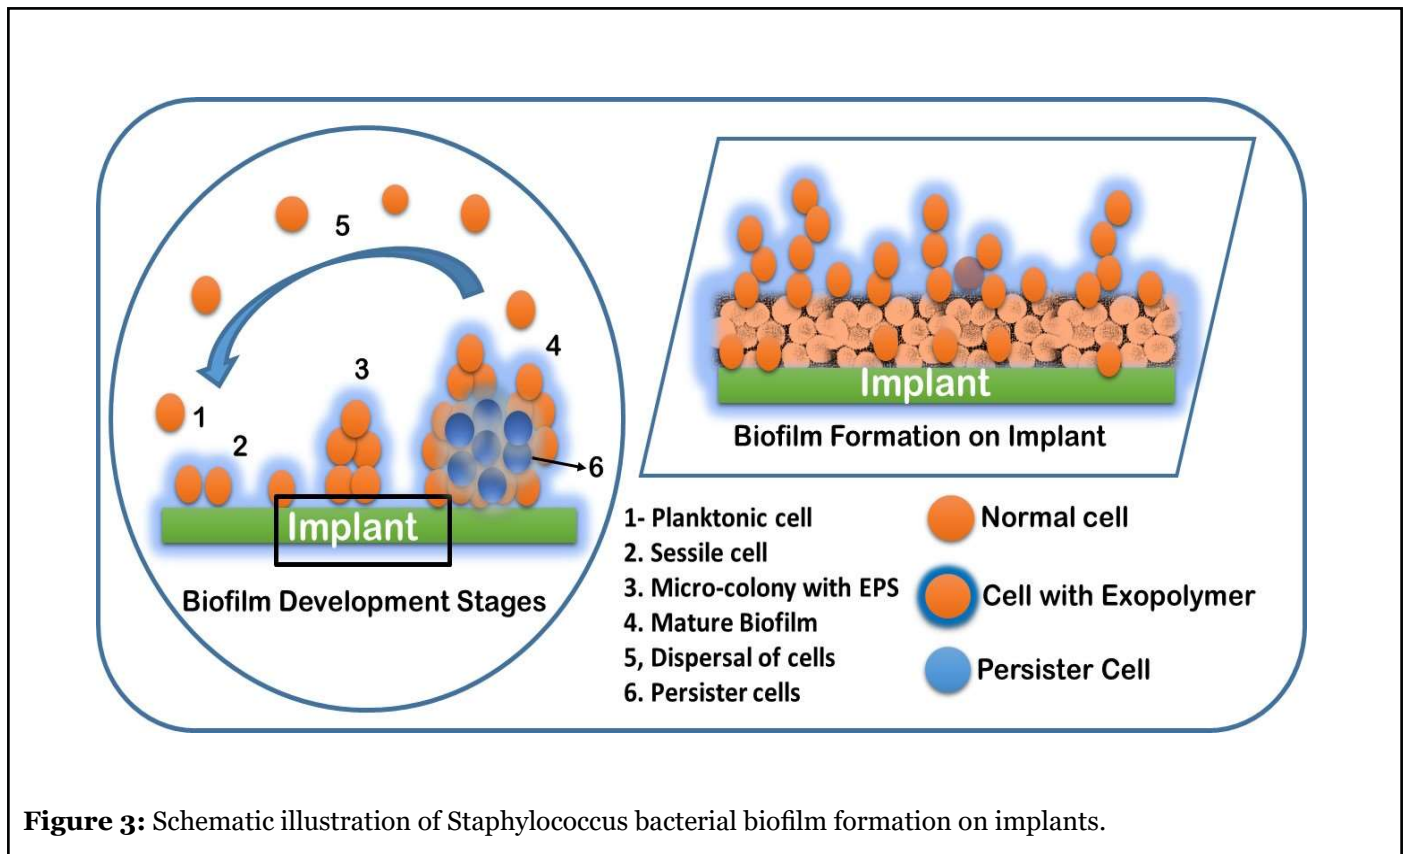 5
4
3
1
2
6
Implant
Biofilm Development Stages
Implant
Biofilm Formation on Implant
1- Planktonic cell
2. Sessile cell
3. Micro-colony with EPS
4. Mature Biofilm
5, Dispersal of cells
6. Persister cells
Normal cell
Cell with Exopolymer
Persister Cell
Figure 3: Schematic illustration of Staphylococcus bacterial biofilm formation on implants.